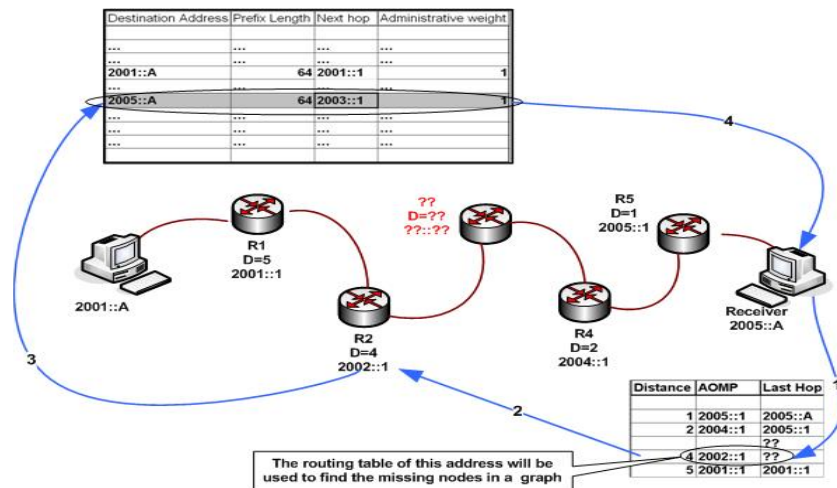 Destination Address Prefix Length Next hop Administrative weight
... ... ... ...
... ... ... ...
2001::A 64 2001::1 1
... ... ... ...
2005::A 64 2003::1 1
... ... ... ...
... ... ... ...
... ... ... ...
4
??
D=??
??::??
R5
D=1
2005::1
R1
D=5
2001::1
2001::A
R2
D=4
2002::1
R4
D=2
2004::1
Receiver
2005::A
3
2
1
Distance AOMP Last Hop
1 2005::1 2005::A
2 2004::1 2005::1
??
4 2002::1 ??
5 2001::1 2001::1
The routing table of this address will be
used to find the missing nodes in a graph